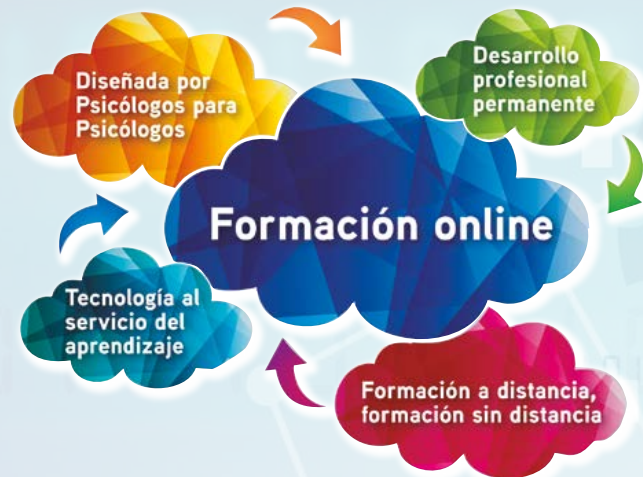 Diseñada por
Psicólogos para
Psicólogos
Desarrollo
profesional
permanente
Formación online
Tecnología al
servicio del
aprendizaje
Formación a distancia,
formación sin distancia